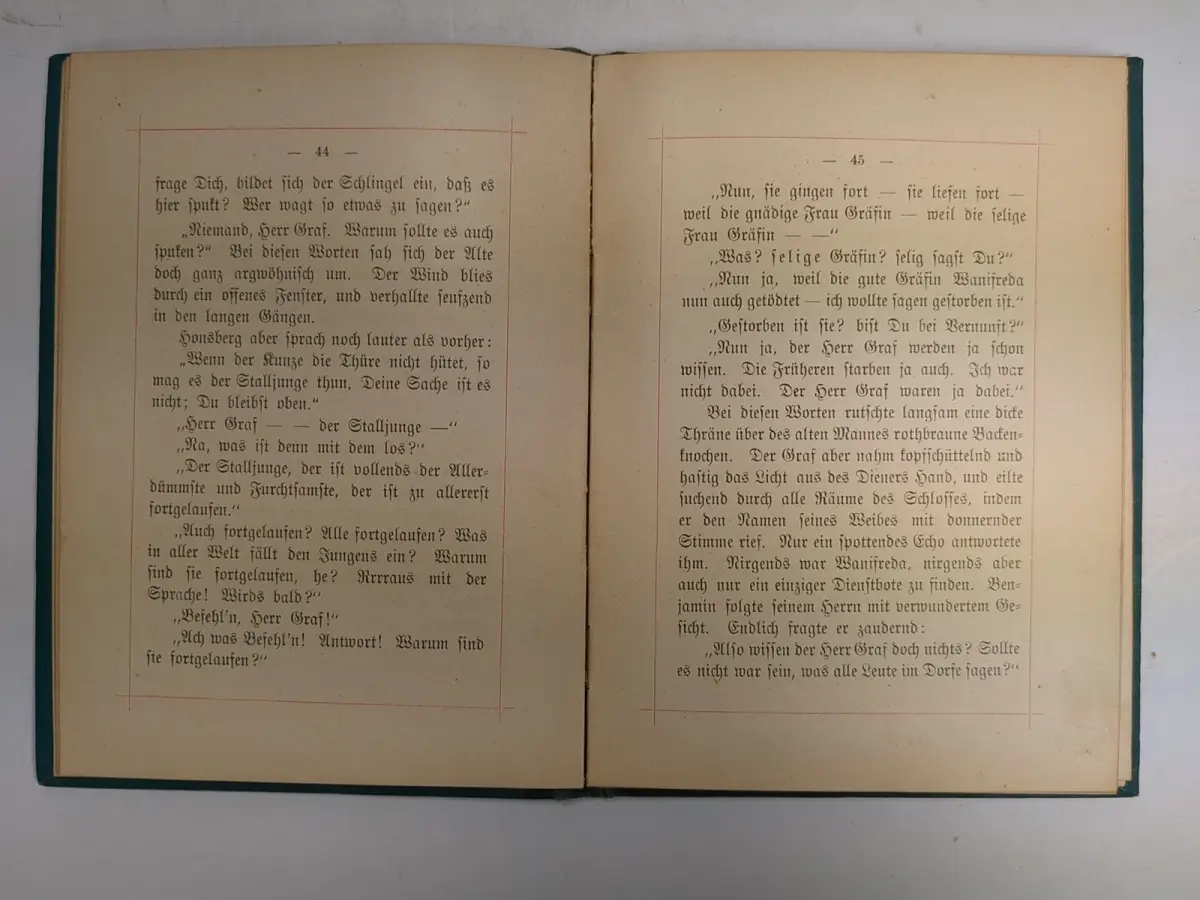 — 44 —
frage Dich, bildet sich der Schlingel ein, daß es
hier spukt? Wer wagt so etwas zu sagen?“
„Niemand, Herr Graf. Warum sollte es auch
spuken?“ Bei diesen Worten sah sich der Alte
doch ganz argwöhnisch um. Der Wind blies
durch ein offenes Fenster, und verhallte seufzend
in den langen Gängen.
Honsberg aber sprach noch lauter als vorher:
„Wenn der Kunze die Thüre nicht hütet, so
mag es der Stalljunge thun. Deine Sache ist es
nicht; Du bleibst oben.“
„Herr Graf — — der Stalljunge —“
„Na, was ist denn mit dem los?“
„Der Stalljunge, der ist vollends der Aller-
dümmste und Furchtsamste, der ist zu allererst
fortgelaufen.“
„Auch fortgelaufen? Alle fortgelaufen? Was
in aller Welt fällt den Jungens ein? Warum
sind sie fortgelaufen, he? Rrrraus mit der
Sprache! Wirds bald?“
„Befehl'n, Herr Graf!“
„Ach was Befehl'n! Antwort! Warum sind
sie fortgelaufen?“
— 45 —
„Nun, sie gingen fort — sie liefen fort —
weil die gnädige Frau Gräfin — weil die selige
Frau Gräfin — —“
„Was? selige Gräfin? selig sagst Du?“
„Nun ja, weil die gute Gräfin Wanifreda
nun auch getödtet — ich wollte sagen gestorben ist.“
„Gestorben ist sie? bist Du bei Vernunft?“
„Nun ja, der Herr Graf werden ja schon
wissen. Die Früheren starben ja auch. Ich war
nicht dabei. Der Herr Graf waren ja dabei.“
Bei diesen Worten rutschte langsam eine dicke
Thräne über des alten Mannes rothbraune Backen-
knochen. Der Graf aber nahm kopfschüttelnd und
hastig das Licht aus des Dieners Hand, und eilte
suchend durch alle Räume des Schlosses, indem
er den Namen seines Weibes mit donnernder
Stimme rief. Nur ein spottendes Echo antwortete
ihm. Nirgends war Wanifreda, nirgends aber
auch nur ein einziger Dienstbote zu finden. Ben-
jamin folgte seinem Herrn mit verwundertem Ge-
sicht. Endlich fragte er zaudernd:
„Also wissen der Herr Graf doch nichts? Sollte
es nicht war sein, was alle Leute im Dorfe sagen?“